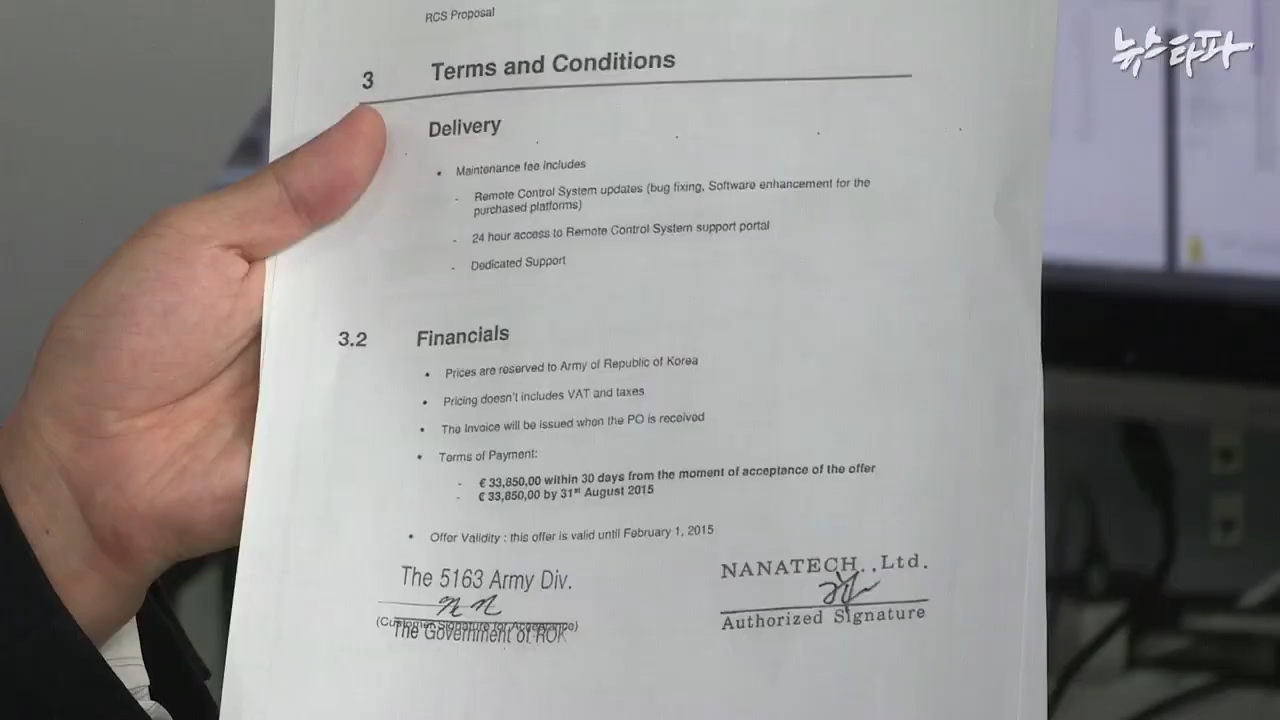 RCS Proposal
뉴스타파
3 Terms and Conditions
Delivery
• Maintenance fee includes
- Remote Control System updates (bug fixing, Software enhancement for the
purchased platforms)
- 24 hour access to Remote Control System support portal
- Dedicated Support
3.2 Financials
• Prices are reserved to Army of Republic of Korea
• Pricing doesn't includes VAT and taxes
• The Invoice will be issued when the PO is received
• Terms of Payment:
- € 33,850,00 within 30 days from the moment of acceptance of the offer
- € 33,850,00 by 31st August 2015
• Offer Validity : this offer is valid until February 1, 2015
The 5163 Army Div.
(Customer Signature for Acceptance)
The Government of ROK
NANATECH.,Ltd.
Authorized Signature